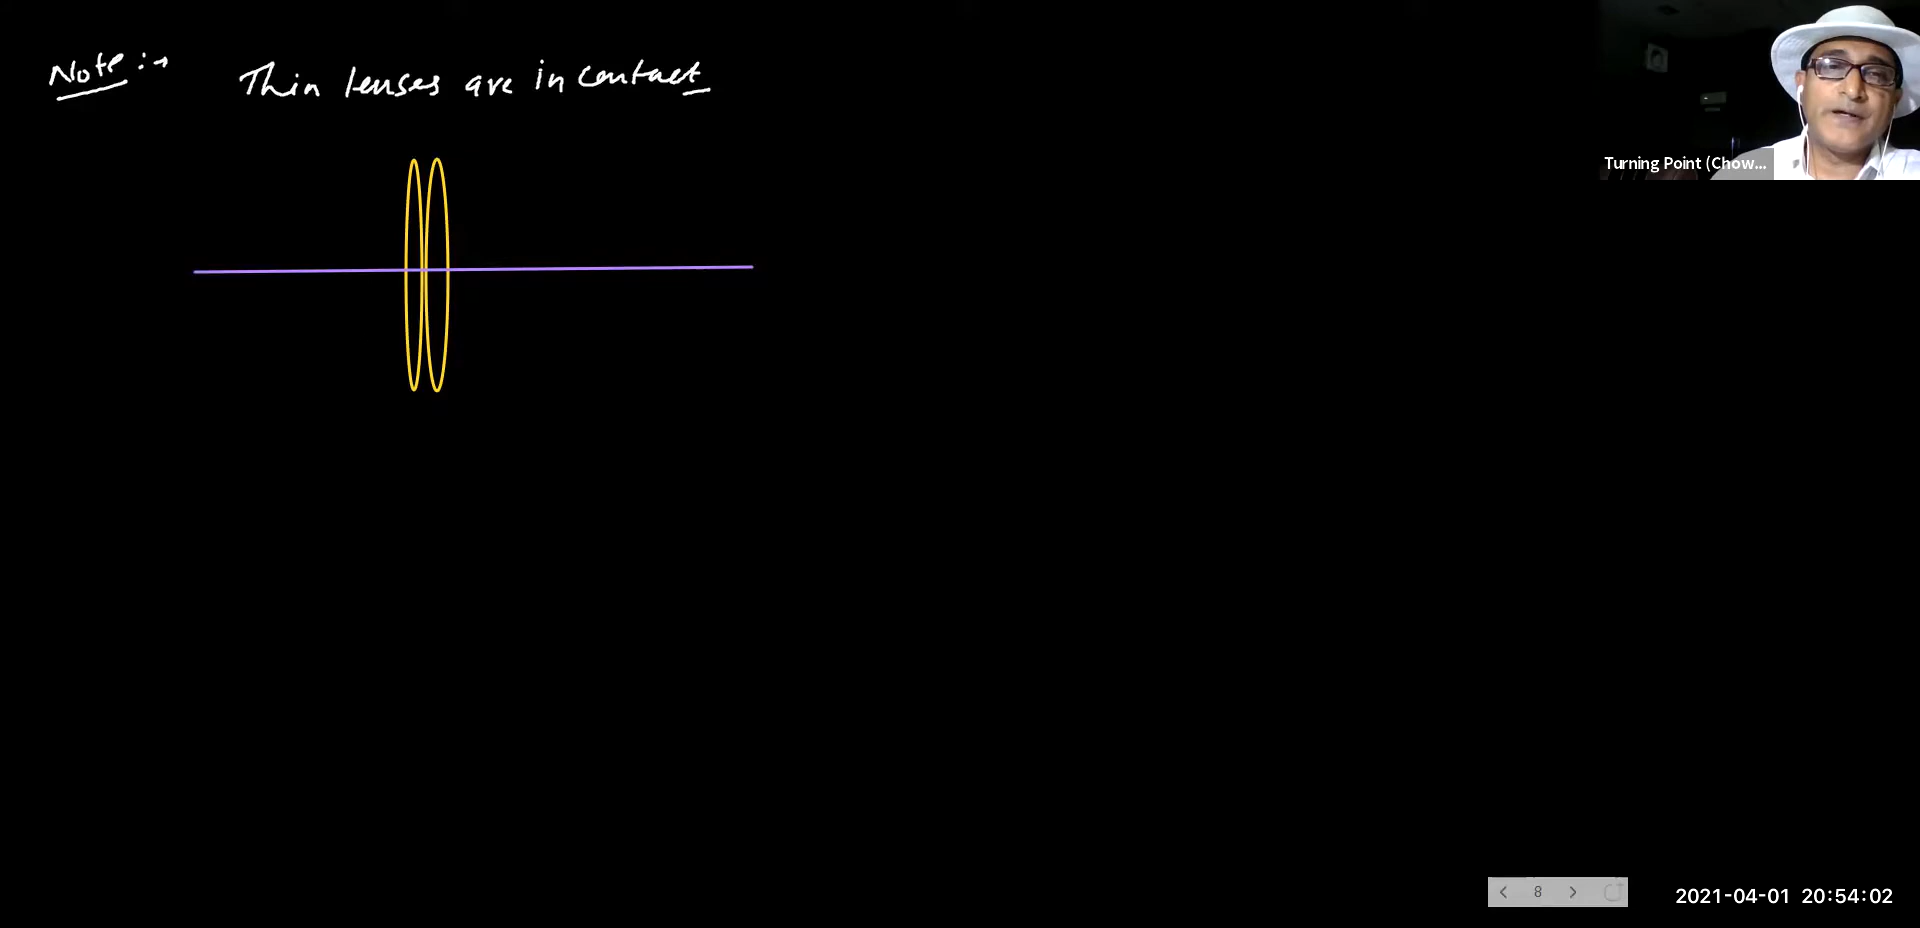 Note :→ Thin lenses are in contact
Turning Point (Chow...
8
2021-04-01 20:54:02